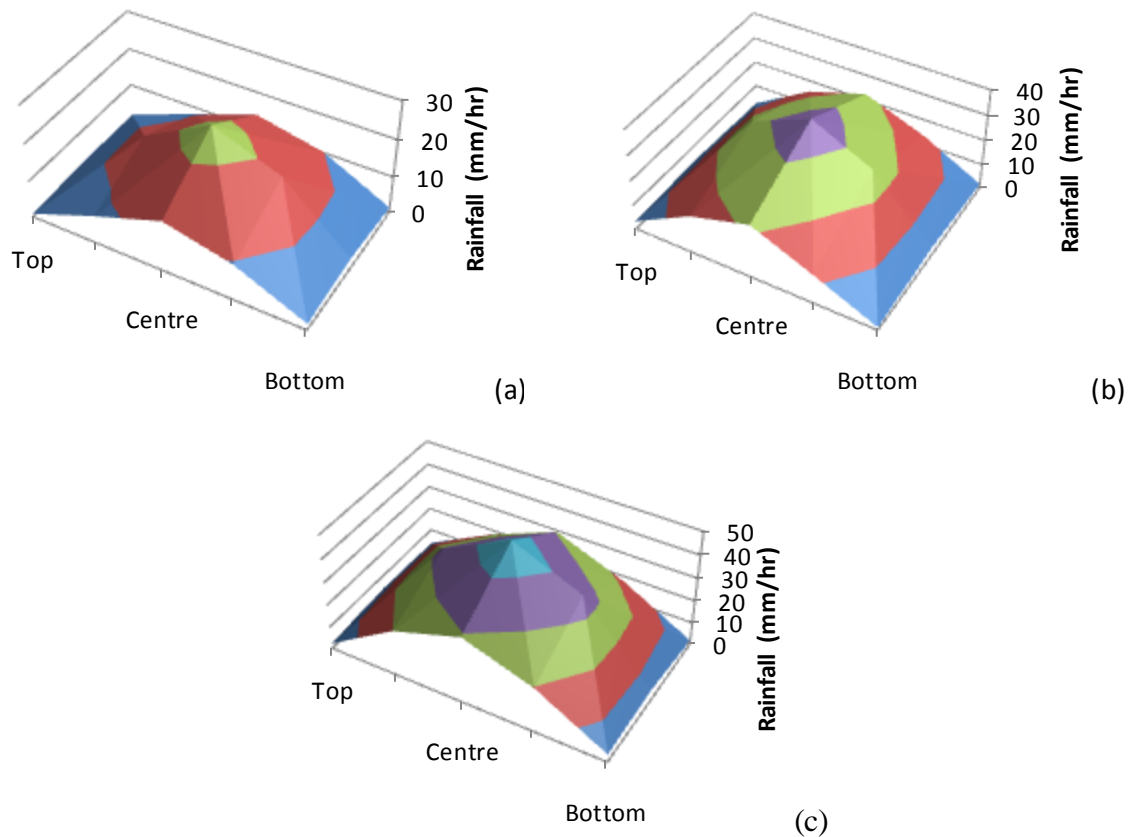 30
20
10
0
Rainfall (mm/hr)
Top
Centre
Bottom
(a)
40
30
20
10
0
Rainfall (mm/hr)
Top
Centre
Bottom
(b)
50
40
30
20
10
0
Rainfall (mm/hr)
Top
Centre
Bottom
(c)